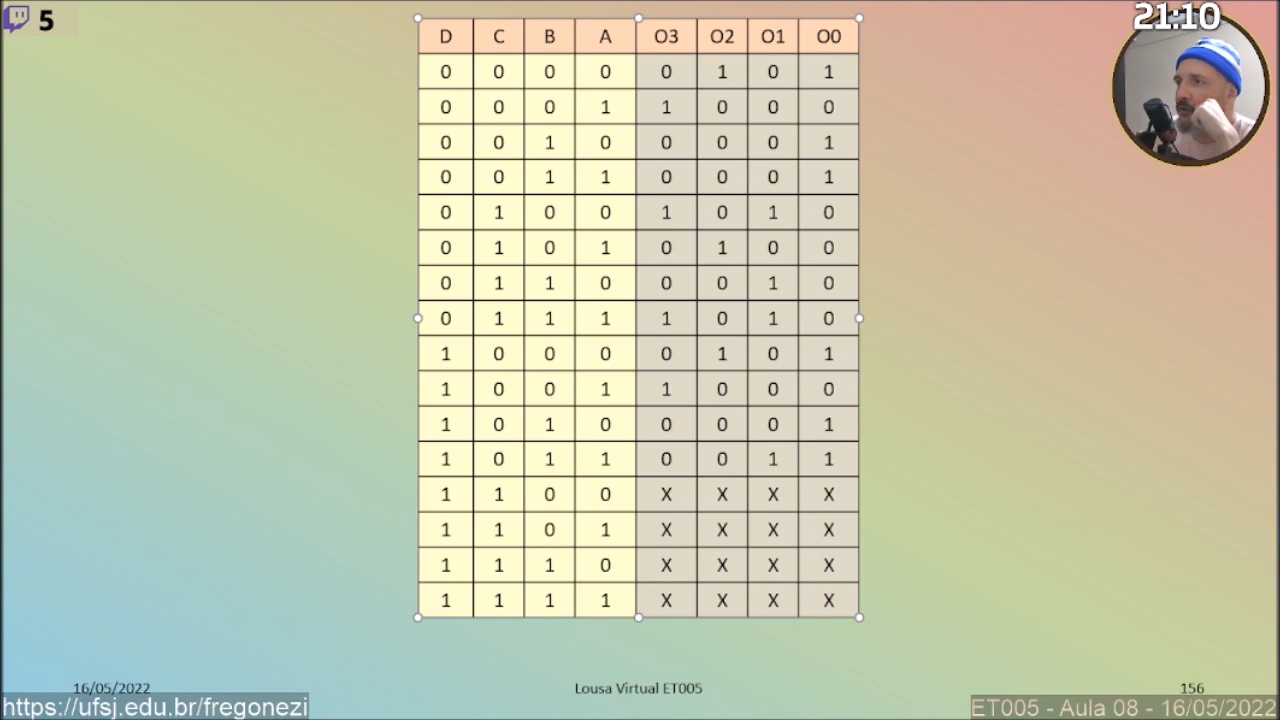 5
21:10
D C B A O3 O2 O1 O0
0 0 0 0 0 1 0 1
0 0 0 1 1 0 0 0
0 0 1 0 0 0 0 1
0 0 1 1 0 0 0 1
0 1 0 0 1 0 1 0
0 1 0 1 0 1 0 0
0 1 1 0 0 0 1 0
0 1 1 1 1 0 1 0
1 0 0 0 0 1 0 1
1 0 0 1 1 0 0 0
1 0 1 0 0 0 0 1
1 0 1 1 0 0 1 1
1 1 0 0 X X X X
1 1 0 1 X X X X
1 1 1 0 X X X X
1 1 1 1 X X X X
16/05/2022 Lousa Virtual ET005 156
https://ufsj.edu.br/fregonezi ET005 - Aula 08 - 16/05/2022